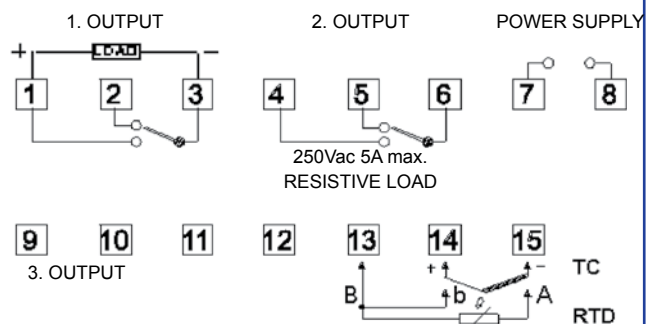 1. OUTPUT 2. OUTPUT POWER SUPPLY
+ LOAD −
1 2 3 4 5 6 7 8
250Vac 5A max.
RESISTIVE LOAD
9 10 11 12 13 14 15
3. OUTPUT
+ − TC
B b A
RTD